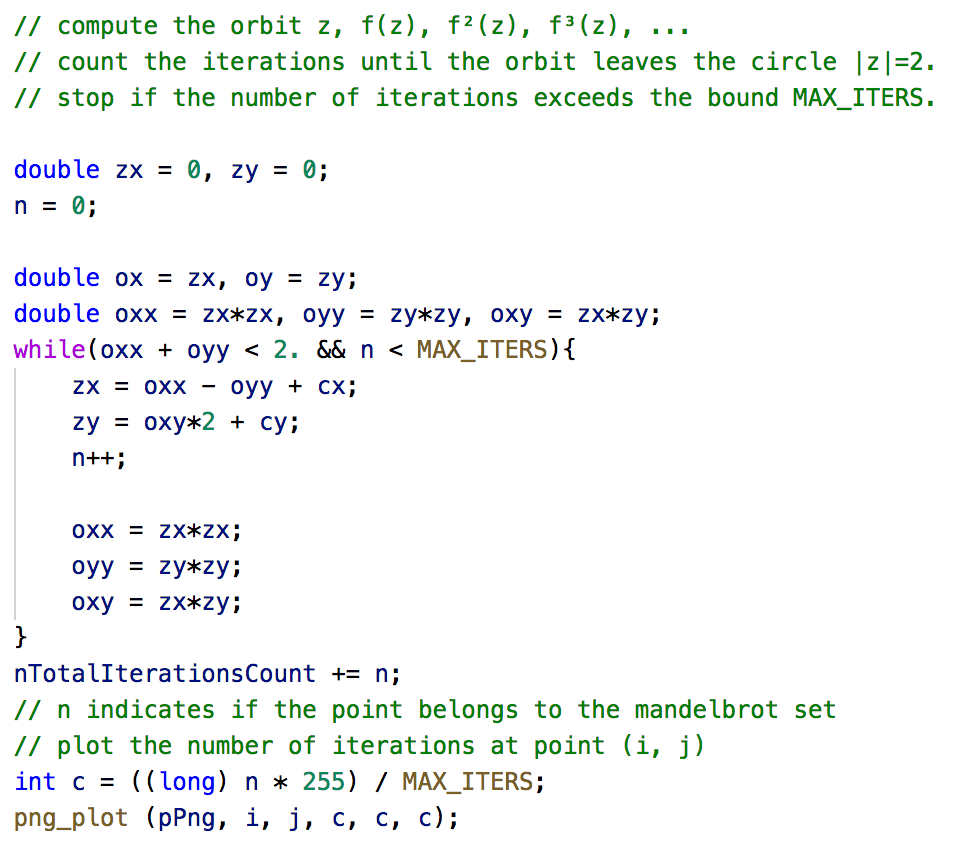 // compute the orbit z, f(z), f²(z), f³(z), ...
// count the iterations until the orbit leaves the circle |z|=2.
// stop if the number of iterations exceeds the bound MAX_ITERS.
double zx = 0, zy = 0;
n = 0;
double ox = zx, oy = zy;
double oxx = zx*zx, oyy = zy*zy, oxy = zx*zy;
while(oxx + oyy < 2. && n < MAX_ITERS){
    zx = oxx - oyy + cx;
    zy = oxy*2 + cy;
    n++;
    oxx = zx*zx;
    oyy = zy*zy;
    oxy = zx*zy;
}
nTotalIterationsCount += n;
// n indicates if the point belongs to the mandelbrot set
// plot the number of iterations at point (i, j)
int c = ((long) n * 255) / MAX_ITERS;
png_plot (pPng, i, j, c, c, c);